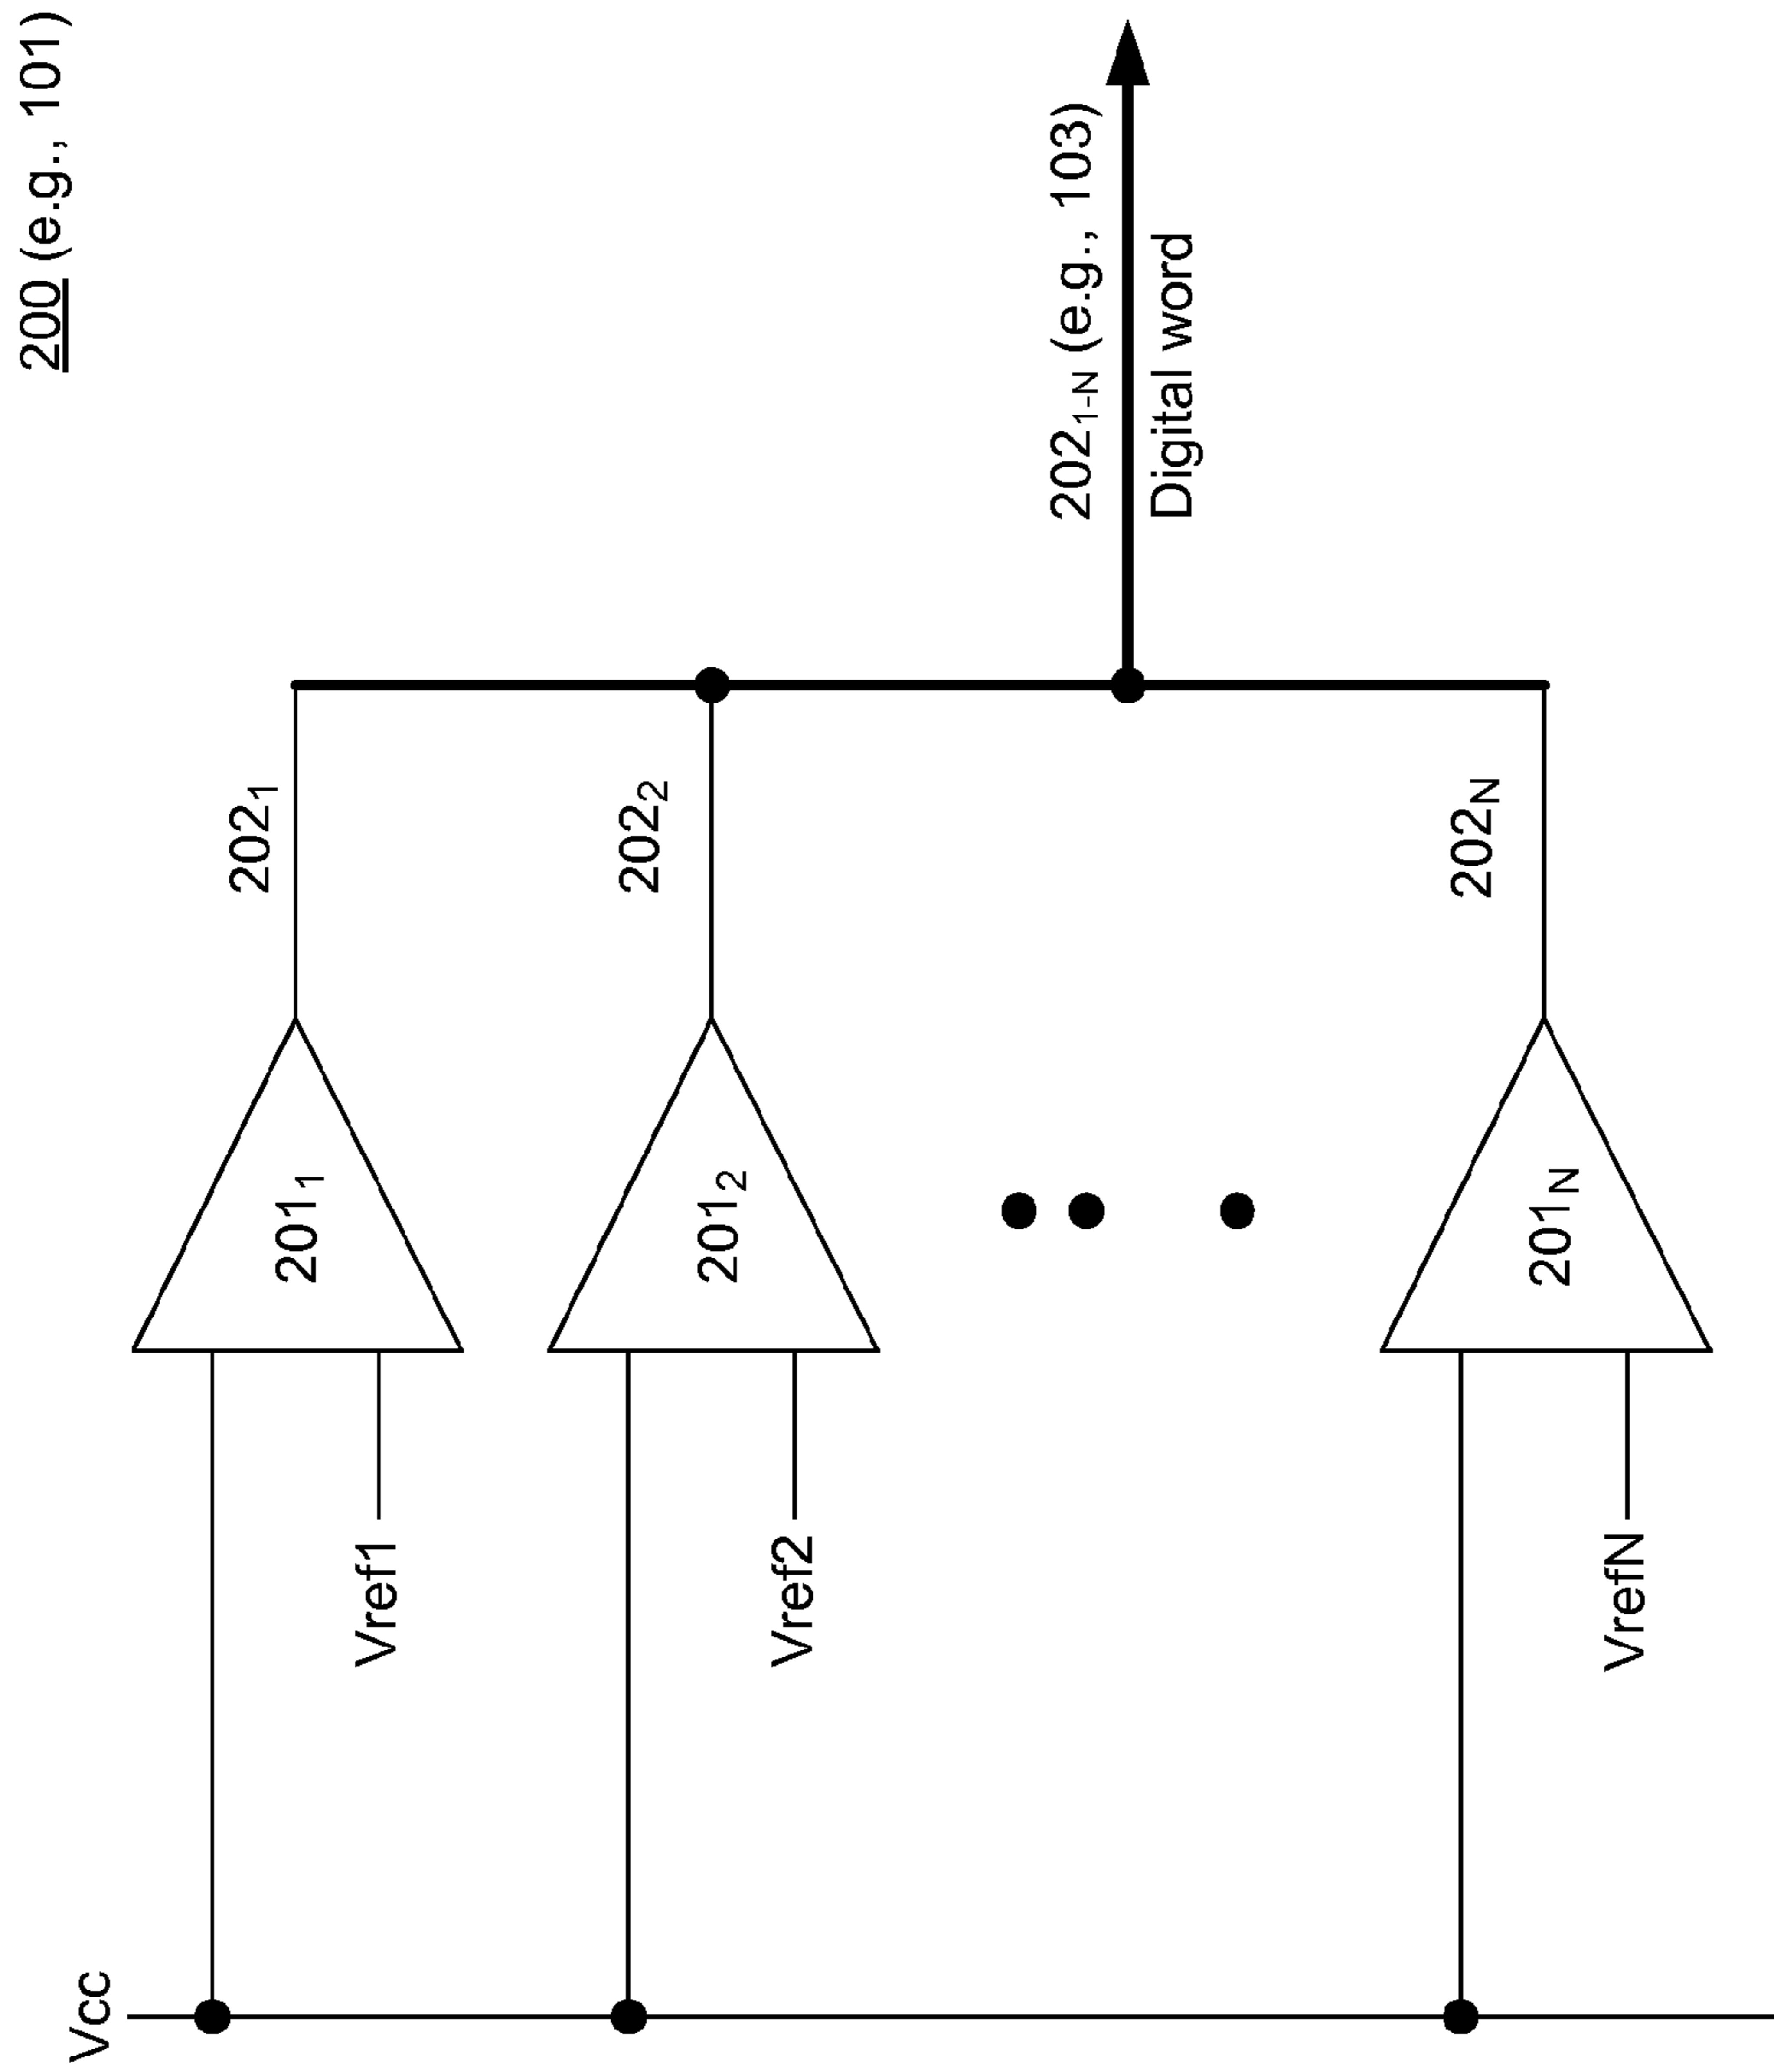 200 (e.g., 101)
Vcc
201₁
202₁
Vref1
201₂
202₂
Vref2
202₁₋N (e.g., 103)
Digital word
201N
202N
VrefN